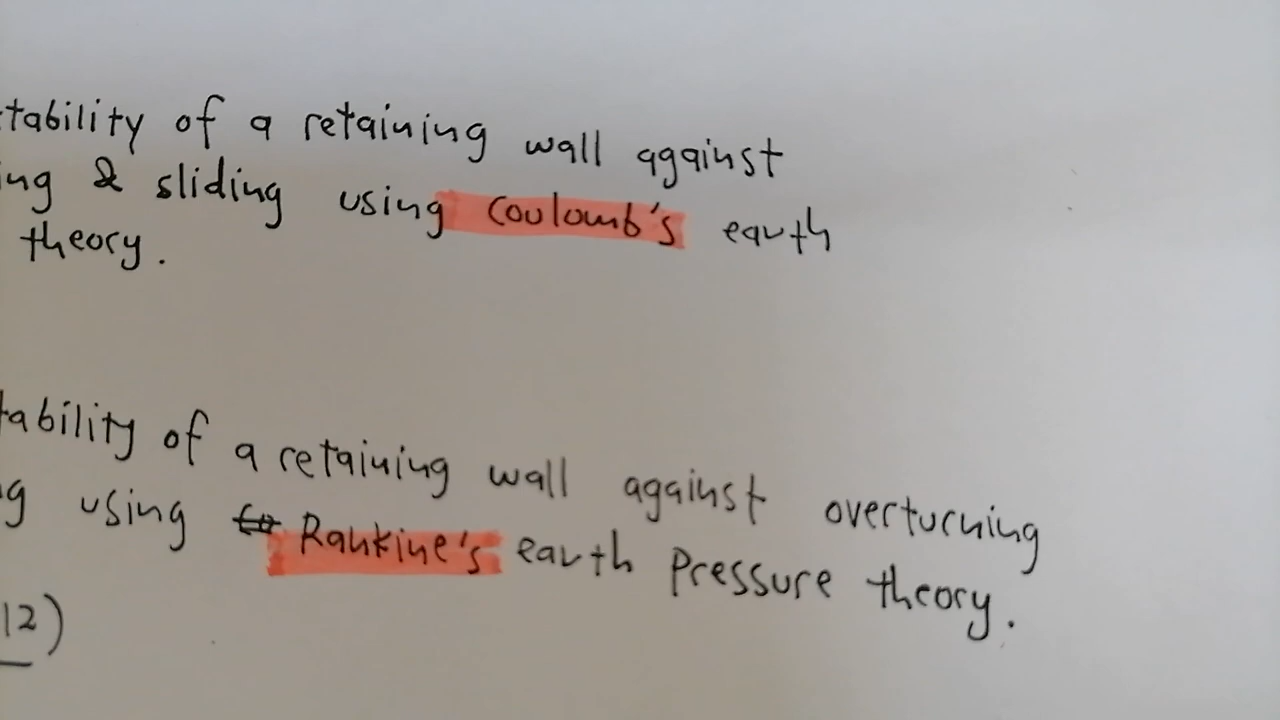 tability of a retaining wall against
ing & sliding using Coulomb's earth
theory.
tability of a retaining wall against overturning
g using Rankine's earth Pressure theory.
12)